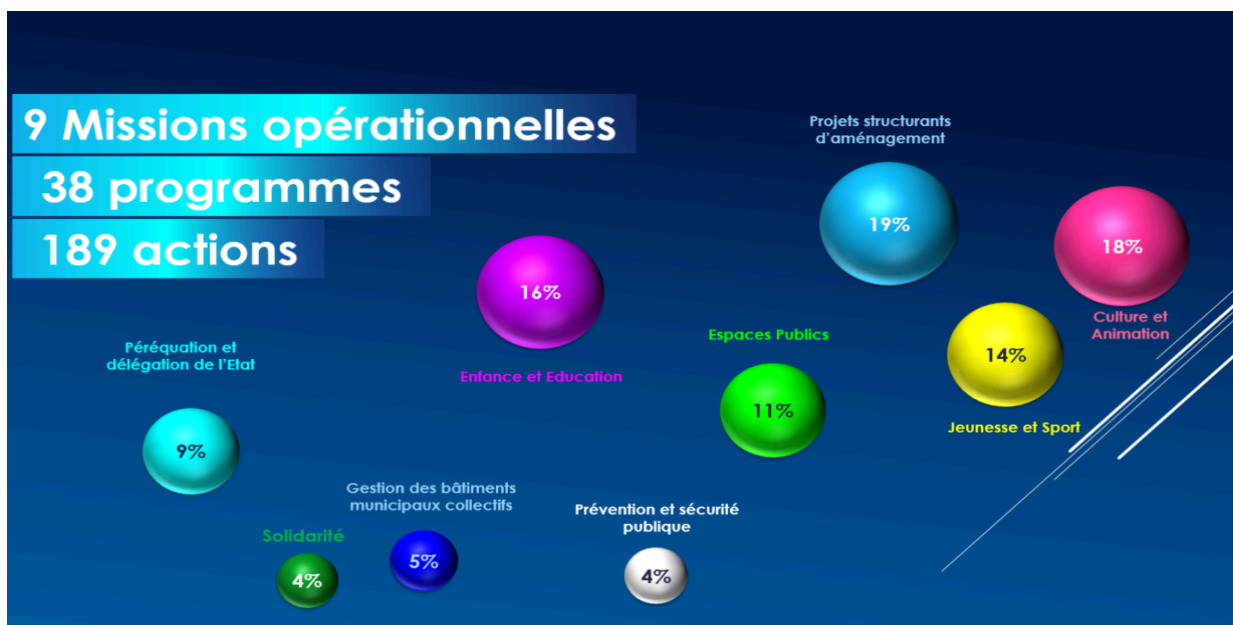 9 Missions opérationnelles
38 programmes
189 actions
Projets structurants
d'aménagement
19%
18%
Culture et
Animation
16%
Enfance et Education
Espaces Publics
11%
14%
Jeunesse et Sport
Péréquation et
délégation de l'Etat
9%
Gestion des bâtiments
municipaux collectifs
5%
Solidarité
4%
Prévention et sécurité
publique
4%